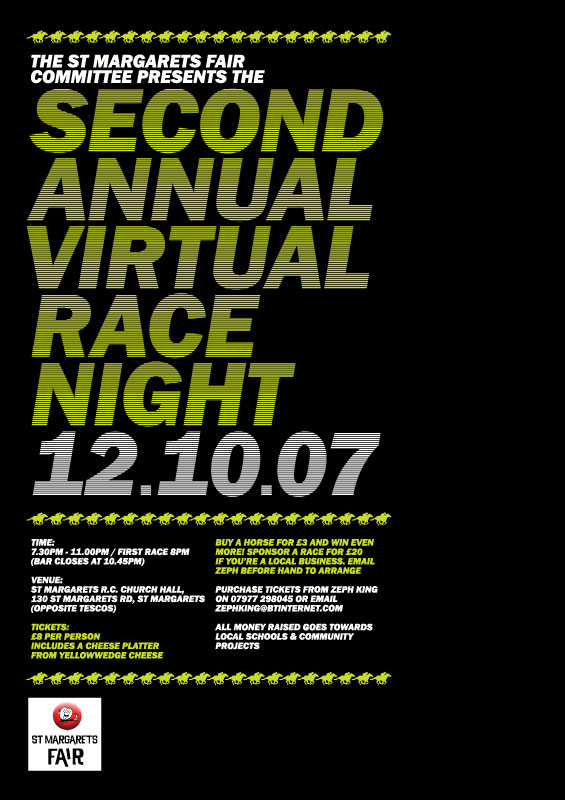 THE ST MARGARETS FAIR
COMMITTEE PRESENTS THE
SECOND
ANNUAL
VIRTUAL
RACE
NIGHT
12.10.07
TIME:
7.30PM - 11.00PM / FIRST RACE 8PM
(BAR CLOSES AT 10.45PM)
VENUE:
ST MARGARETS R.C. CHURCH HALL,
130 ST MARGARETS RD, ST MARGARETS
(OPPOSITE TESCOS)
TICKETS:
£8 PER PERSON
INCLUDES A CHEESE PLATTER
FROM YELLOWWEDGE CHEESE
BUY A HORSE FOR £3 AND WIN EVEN
MORE! SPONSOR A RACE FOR £20
IF YOU'RE A LOCAL BUSINESS. EMAIL
ZEPH BEFORE HAND TO ARRANGE
PURCHASE TICKETS FROM ZEPH KING
ON 07977 298045 OR EMAIL
ZEPHKING@BTINTERNET.COM
ALL MONEY RAISED GOES TOWARDS
LOCAL SCHOOLS & COMMUNITY
PROJECTS
ST MARGARETS
FAIR